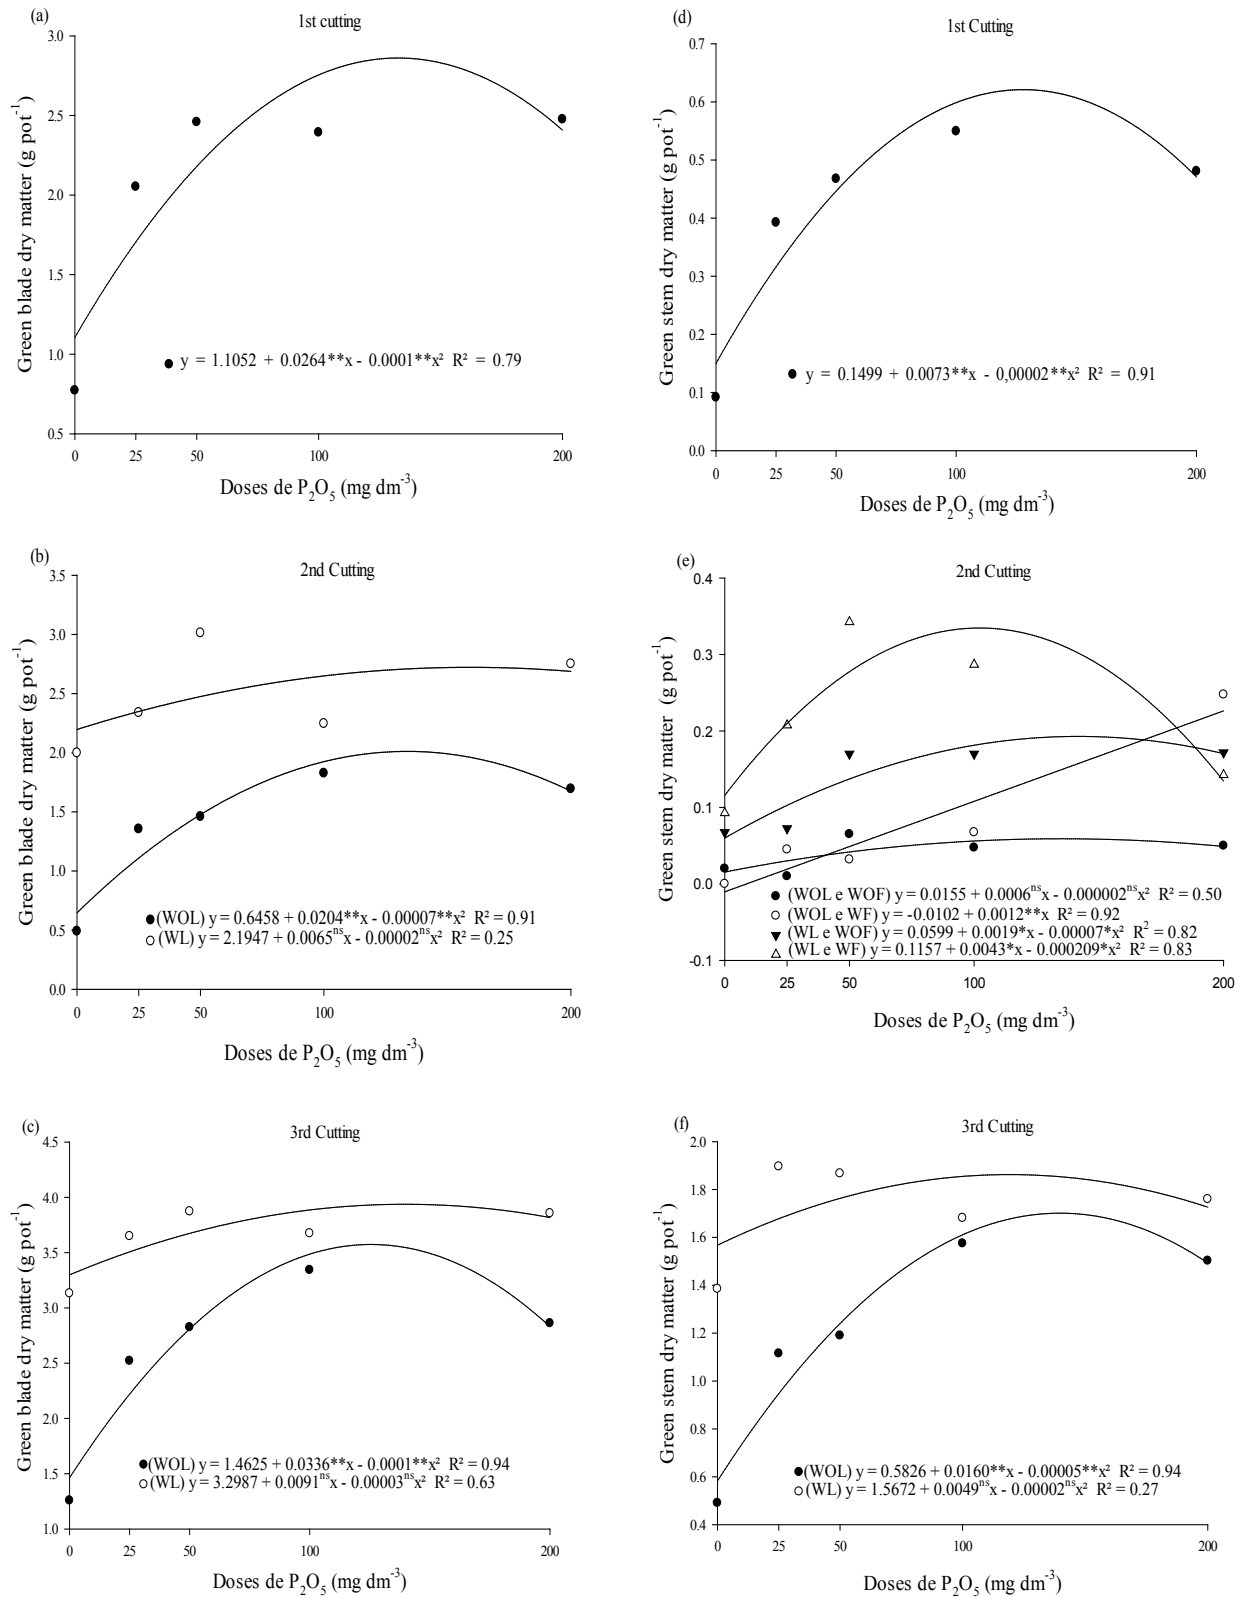 (a)
1st cutting
3.0
2.5
2.0
1.5
1.0
0.5
Green blade dry matter (g pot⁻¹)
y = 1.1052 + 0.0264**x - 0.0001**x² R² = 0.79
0 25 50 100 200
Doses de P₂O₅ (mg dm⁻³)
(d)
1st Cutting
0.7
0.6
0.5
0.4
0.3
0.2
0.1
0.0
Green stem dry matter (g pot⁻¹)
y = 0.1499 + 0.0073**x - 0,00002**x² R² = 0.91
0 25 50 100 200
Doses de P₂O₅ (mg dm⁻³)
(b)
2nd Cutting
3.5
3.0
2.5
2.0
1.5
1.0
0.5
0.0
Green blade dry matter (g pot⁻¹)
(WOL) y = 0.6458 + 0.0204**x - 0.00007**x² R² = 0.91
(WL) y = 2.1947 + 0.0065ⁿˢx - 0.00002ⁿˢx² R² = 0.25
0 25 50 100 200
Doses de P₂O₅ (mg dm⁻³)
(e)
2nd Cutting
0.4
0.3
0.2
0.1
0.0
-0.1
Green stem dry matter (g pot⁻¹)
(WOL e WOF) y = 0.0155 + 0.0006ⁿˢx - 0.000002ⁿˢx² R² = 0.50
(WOL e WF) y = -0.0102 + 0.0012**x R² = 0.92
(WL e WOF) y = 0.0599 + 0.0019*x - 0.00007*x² R² = 0.82
(WL e WF) y = 0.1157 + 0.0043*x - 0.000209*x² R² = 0.83
0 25 50 100 200
Doses de P₂O₅ (mg dm⁻³)
(c)
3rd Cutting
4.5
4.0
3.5
3.0
2.5
2.0
1.5
1.0
Green blade dry matter (g pot⁻¹)
(WOL) y = 1.4625 + 0.0336**x - 0.0001**x² R² = 0.94
(WL) y = 3.2987 + 0.0091ⁿˢx - 0.00003ⁿˢx² R² = 0.63
0 25 50 100 200
Doses de P₂O₅ (mg dm⁻³)
(f)
3rd Cutting
2.0
1.8
1.6
1.4
1.2
1.0
0.8
0.6
0.4
Green stem dry matter (g pot⁻¹)
(WOL) y = 0.5826 + 0.0160**x - 0.00005**x² R² = 0.94
(WL) y = 1.5672 + 0.0049ⁿˢx - 0.00002ⁿˢx² R² = 0.27
0 25 50 100 200
Doses de P₂O₅ (mg dm⁻³)